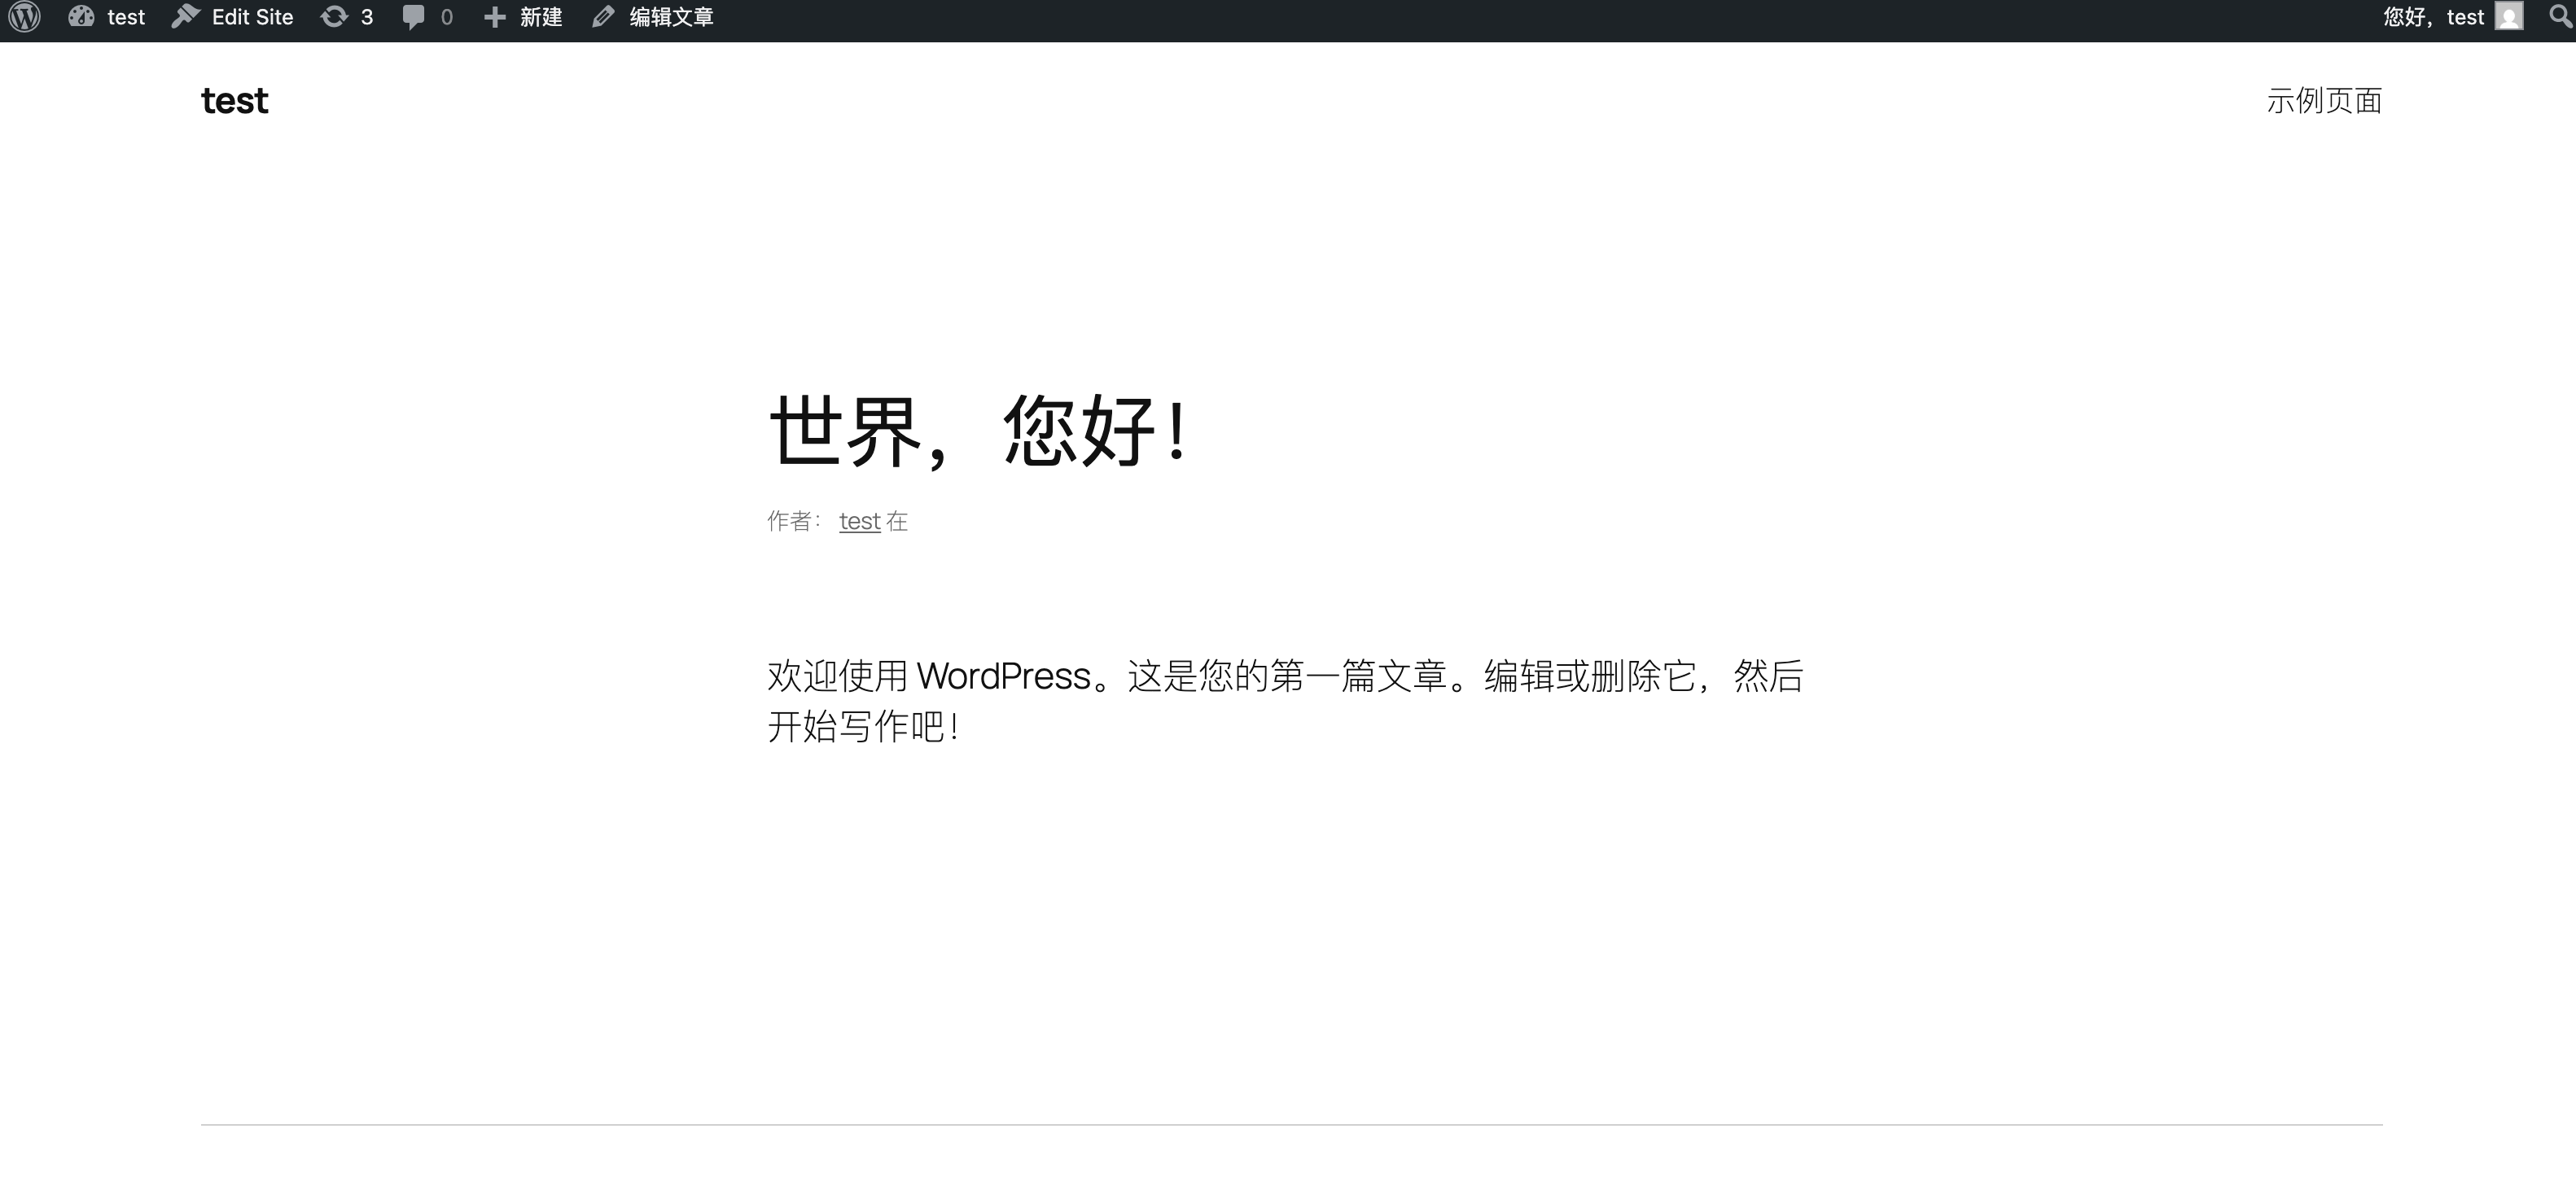 test Edit Site 3 0 新建 编辑文章 您好，test
test 示例页面
世界，您好！
作者： test 在
欢迎使用 WordPress。这是您的第一篇文章。编辑或删除它，然后
开始写作吧！